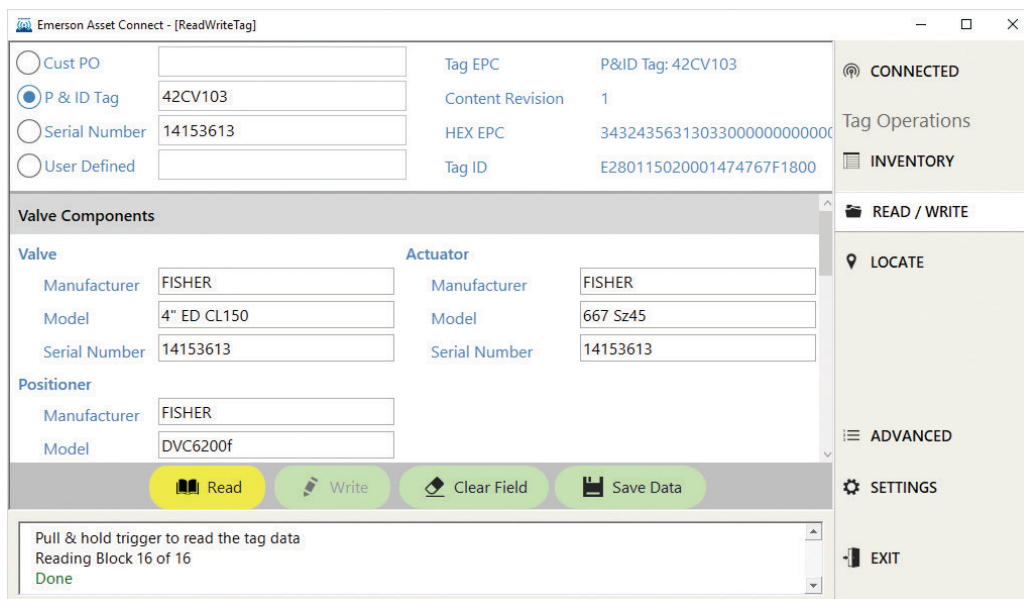 Emerson Asset Connect - [ReadWriteTag]
Cust PO
Tag EPC P&ID Tag: 42CV103
P & ID Tag 42CV103
Content Revision 1
Serial Number 14153613
HEX EPC 3432435631303300000000000
User Defined
Tag ID E280115020001474767F1800
Valve Components
Valve
Manufacturer FISHER
Model 4" ED CL150
Serial Number 14153613
Actuator
Manufacturer FISHER
Model 667 Sz45
Serial Number 14153613
Positioner
Manufacturer FISHER
Model DVC6200f
Read Write Clear Field Save Data
Pull & hold trigger to read the tag data
Reading Block 16 of 16
Done
CONNECTED
Tag Operations
INVENTORY
READ / WRITE
LOCATE
ADVANCED
SETTINGS
EXIT